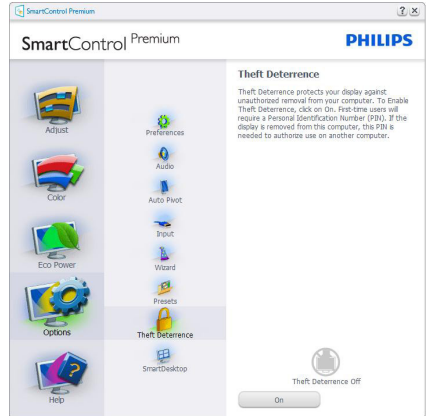 SmartControl Premium
SmartControl Premium
PHILIPS
Adjust
Color
Eco Power
Options
Help
Preferences
Audio
Auto Pivot
Input
Wizard
Presets
Theft Deterrence
SmartDesktop
Theft Deterrence
Theft Deterrence protects your display against
unauthorized removal from your computer. To Enable
Theft Deterrence, click on On. First-time users will
require a Personal Identification Number (PIN). If the
display is removed from this computer, this PIN is
needed to authorize use on another computer.
Theft Deterrence Off
On